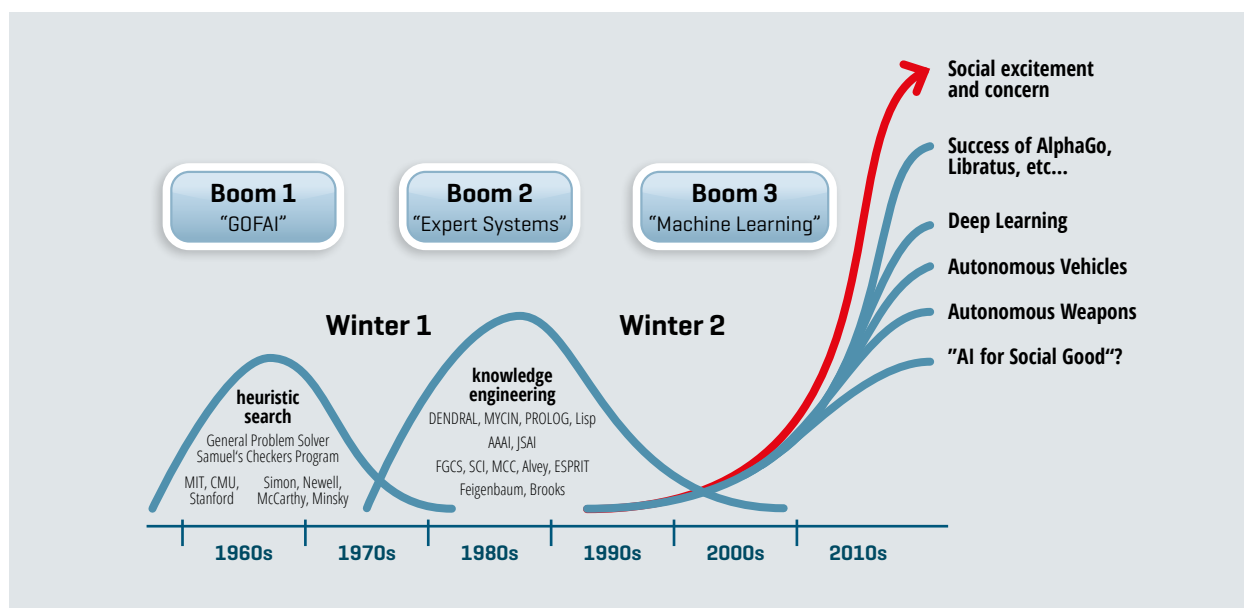 Social excitement
and concern
Success of AlphaGo,
Libratus, etc...
Deep Learning
Autonomous Vehicles
Autonomous Weapons
”AI for Social Good“?
Boom 1
“GOFAI”
Boom 2
“Expert Systems”
Boom 3
“Machine Learning”
Winter 1
Winter 2
heuristic
search
General Problem Solver
Samuel‘s Checkers Program
MIT, CMU,
Stanford
Simon, Newell,
McCarthy, Minsky
knowledge
engineering
DENDRAL, MYCIN, PROLOG, Lisp
AAAI, JSAI
FGCS, SCI, MCC, Alvey, ESPRIT
Feigenbaum, Brooks
1960s
1970s
1980s
1990s
2000s
2010s